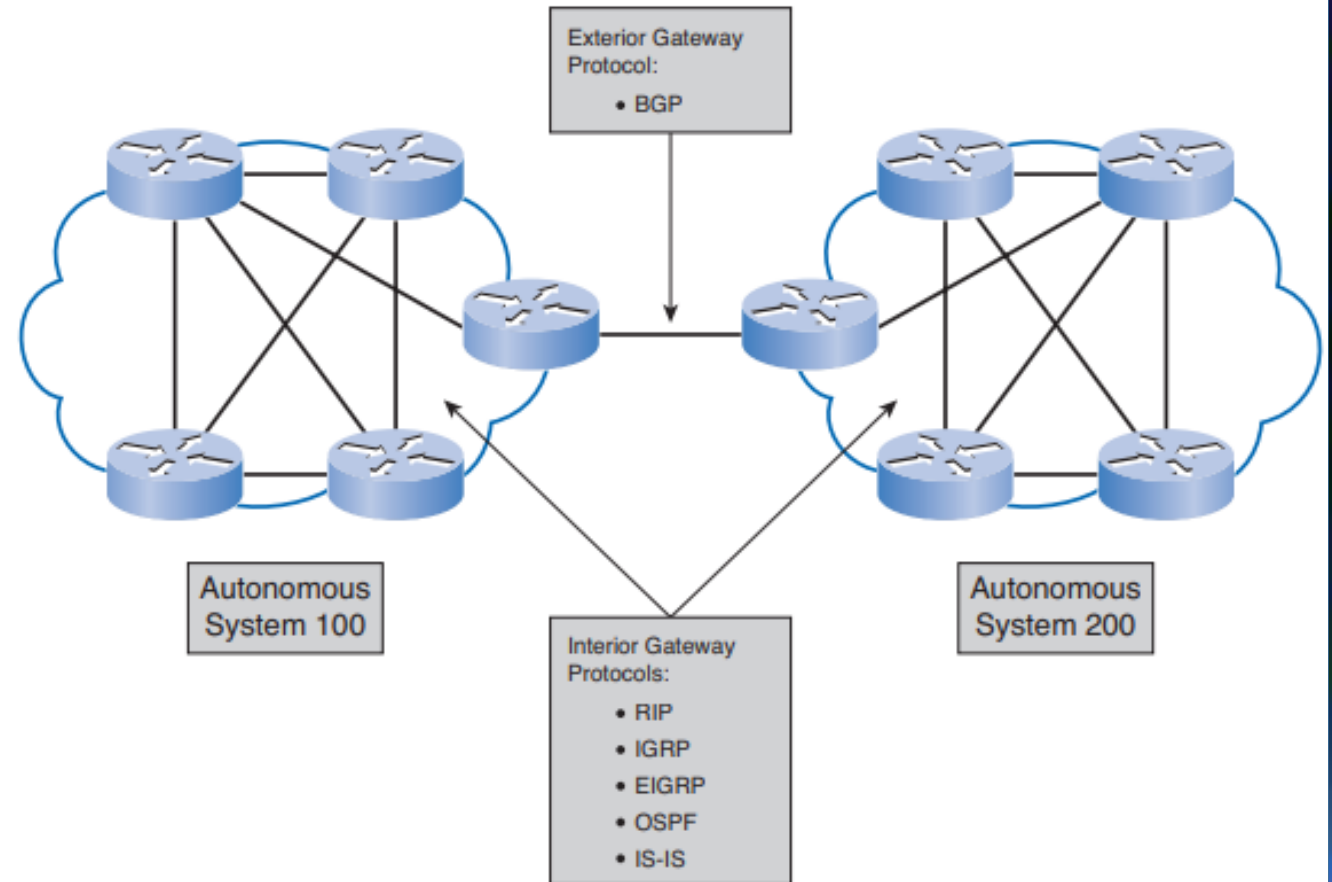 Exterior Gateway
Protocol:
• BGP
Autonomous
System 100
Autonomous
System 200
Interior Gateway
Protocols:
• RIP
• IGRP
• EIGRP
• OSPF
• IS-IS